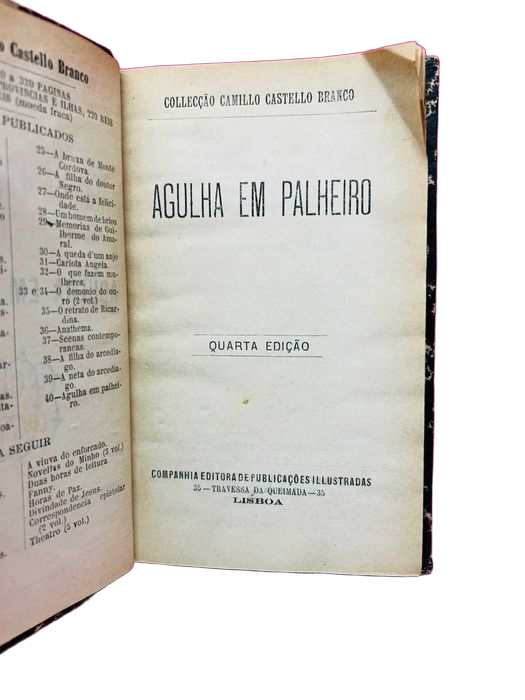 o Castello Branco
0 a 320 PAGINAS
PROVINCIAS E ILHAS, 220 RÉIS
(moeda fraca)
PUBLICADOS
25—A bruxa de Monte
Cordova.
26—A filha do doutor
Negro.
27—Onde está a felici-
dade.
28—Um homem de brios
29—Memorias de Gui-
lherme do Ama-
ral.
30—A queda d'um anjo
31—Carlota Angela.
32—O que fazem mu-
lheres.
33 e 34—O demonio do ou-
ro (2 vol.)
35—O retrato de Ricar-
dina.
36—Anathema.
37—Scenas contempo-
raneas.
38—A filha do arcedia-
go.
39—A neta do arcedia-
go.
40—Agulha em palhei-
ro.
A SEGUIR
A viuva do enforcado.
Novellas do Minho (3 vol.)
Duas horas de leitura
Fanny.
Horas de Paz.
Divindade de Jesus.
Correspondencia epistolar
(2 vol.)
Theatro (5 vol.)
COLLECÇÃO CAMILLO CASTELLO BRANCO
AGULHA EM PALHEIRO
QUARTA EDIÇÃO
COMPANHIA EDITORA DE PUBLICAÇÕES ILLUSTRADAS
35—TRAVESSA DA QUEIMADA—35
LISBOA